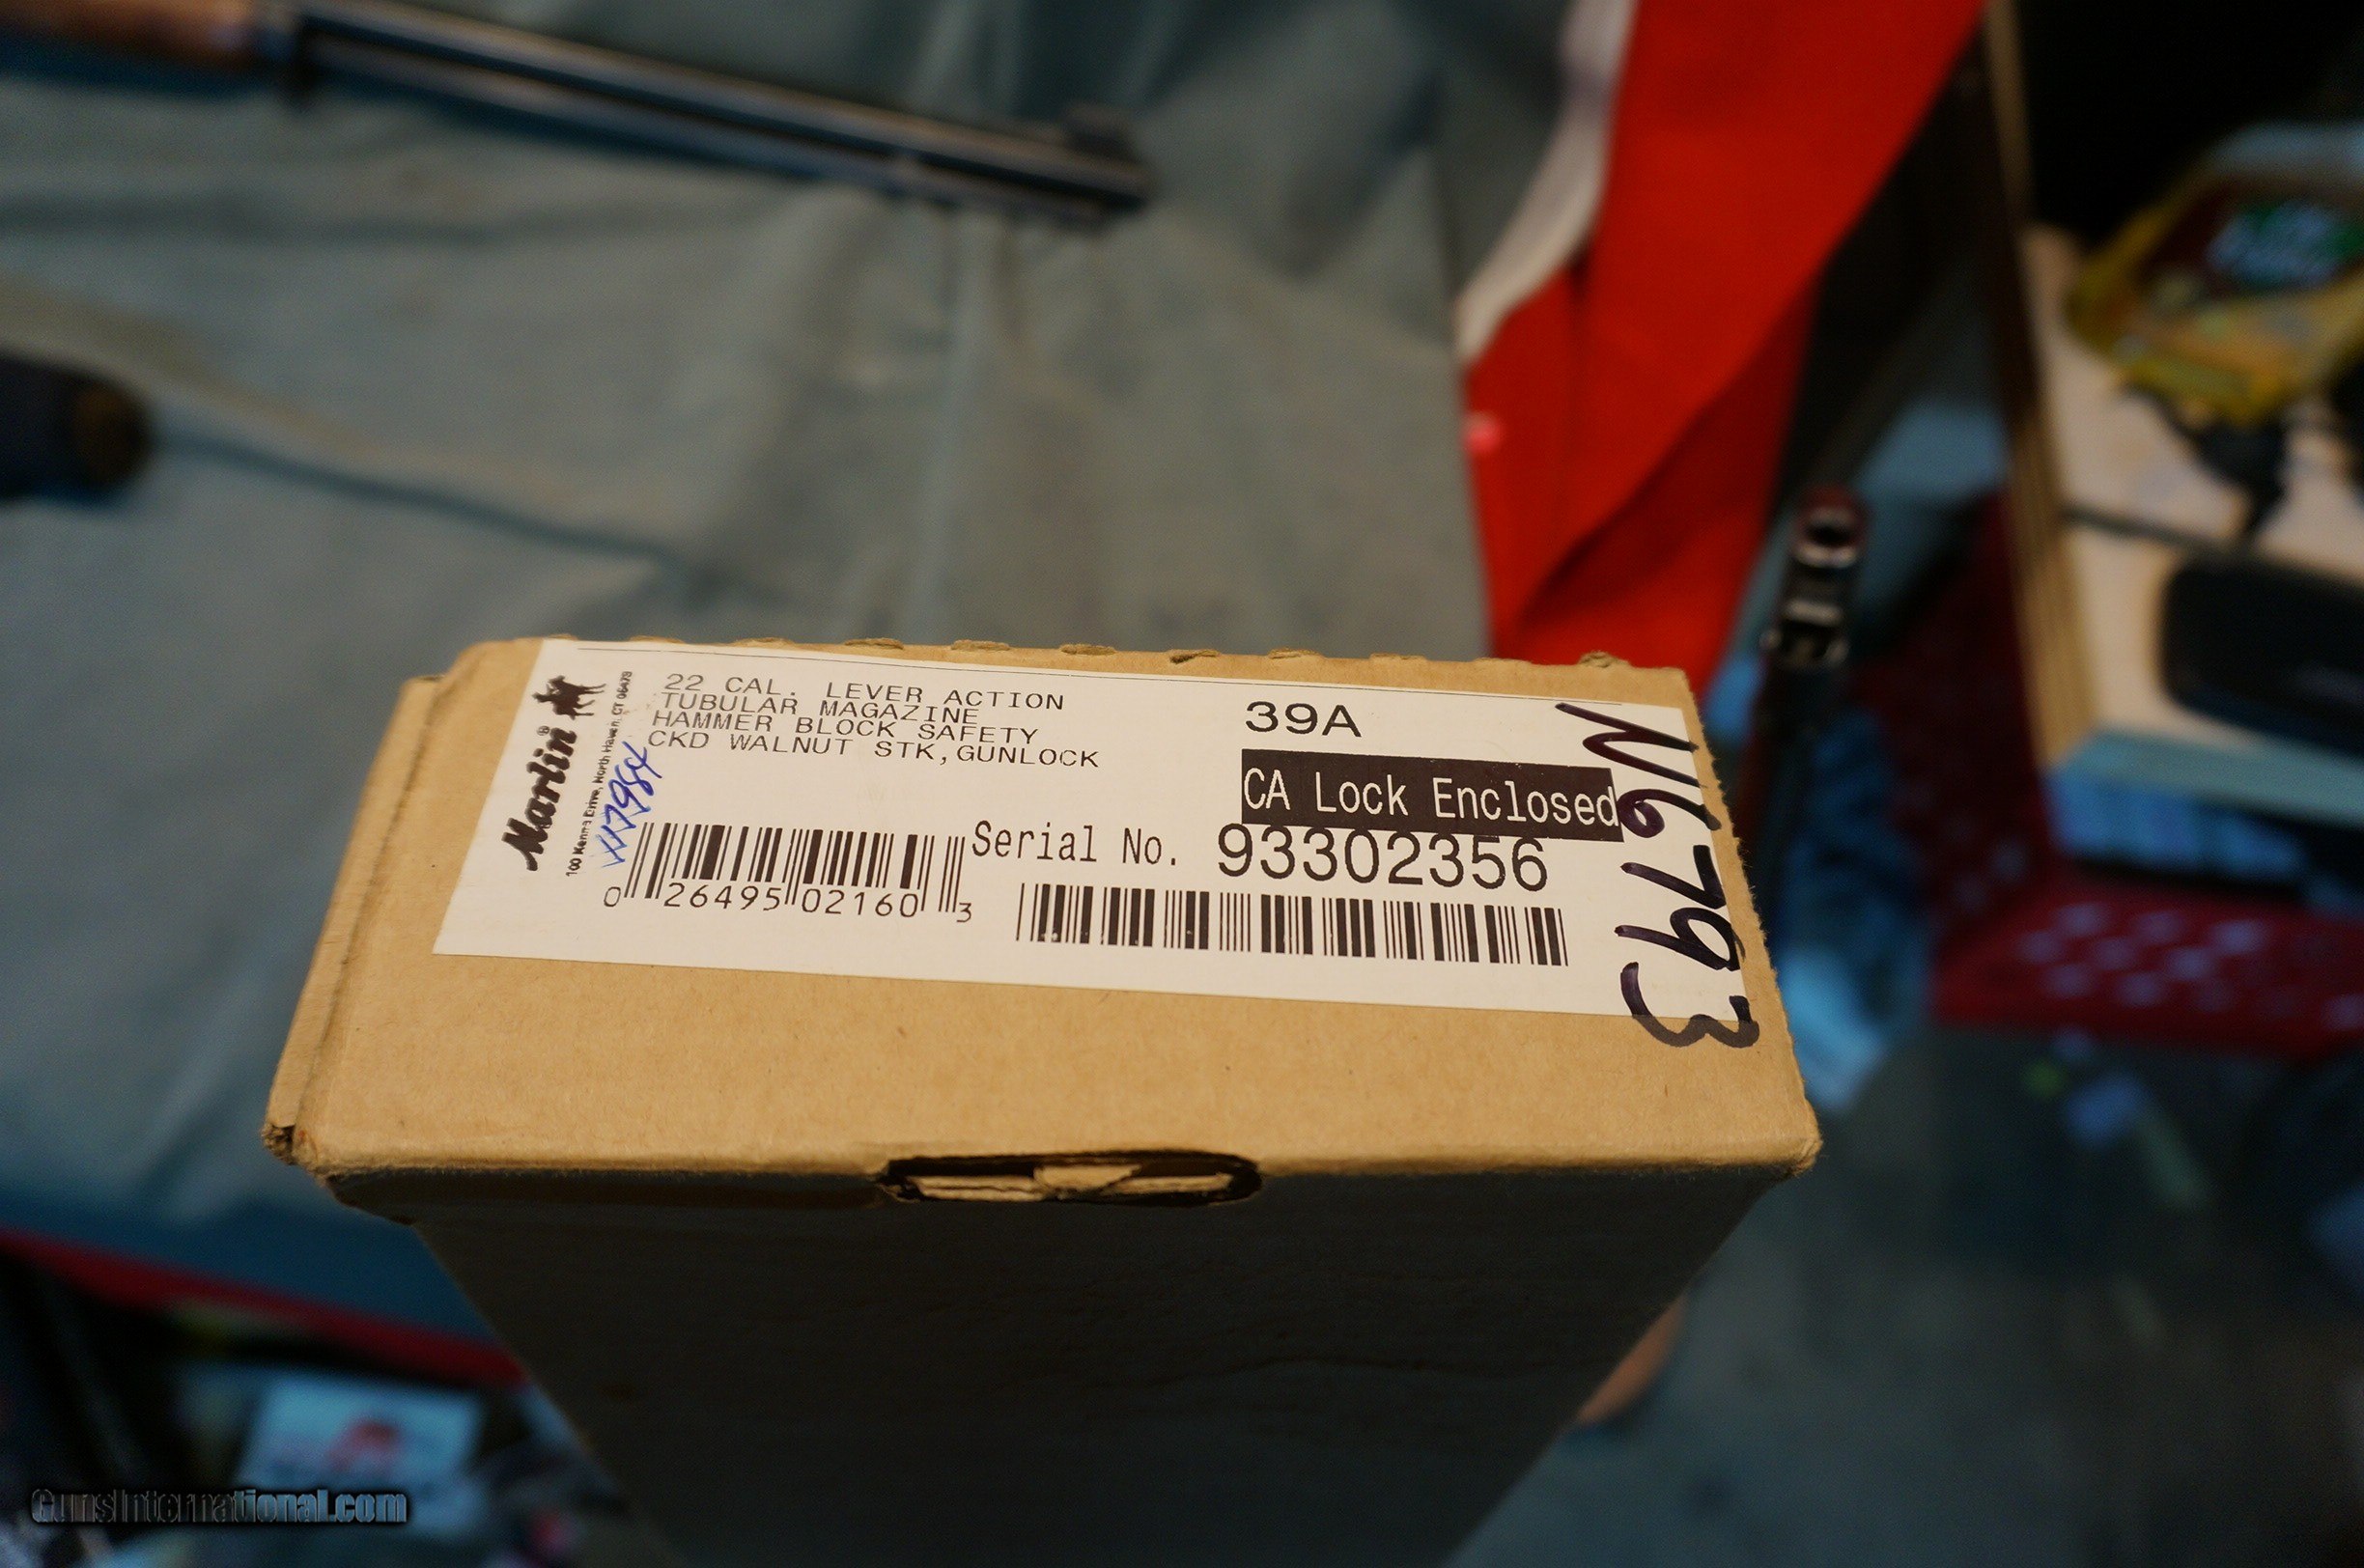 Marlin®
100 Kenna Drive, North Haven, CT 06473
22 CAL. LEVER ACTION
TUBULAR MAGAZINE
HAMMER BLOCK SAFETY
CKD WALNUT STK,GUNLOCK
39A
CA Lock Enclosed
Serial No. 93302356
0 26495 02160 3
W6793
GunsInternational.com